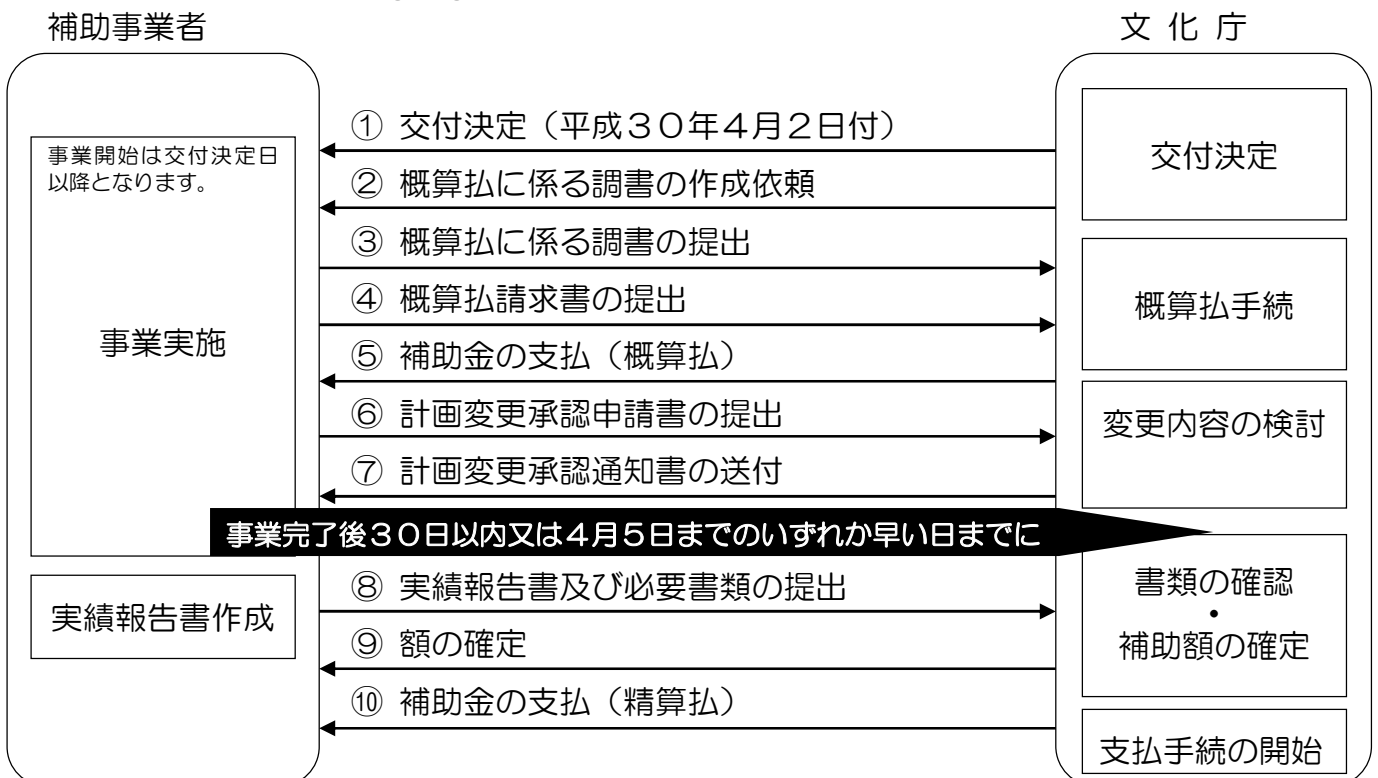 補助事業者
文化庁
事業開始は交付決定日
以降となります。
事業実施
実績報告書作成
① 交付決定（平成３０年４月２日付）
② 概算払に係る調書の作成依頼
③ 概算払に係る調書の提出
④ 概算払請求書の提出
⑤ 補助金の支払（概算払）
⑥ 計画変更承認申請書の提出
⑦ 計画変更承認通知書の送付
事業完了後３０日以内又は４月５日までのいずれか早い日までに
⑧ 実績報告書及び必要書類の提出
⑨ 額の確定
⑩ 補助金の支払（精算払）
交付決定
概算払手続
変更内容の検討
書類の確認
・
補助額の確定
支払手続の開始